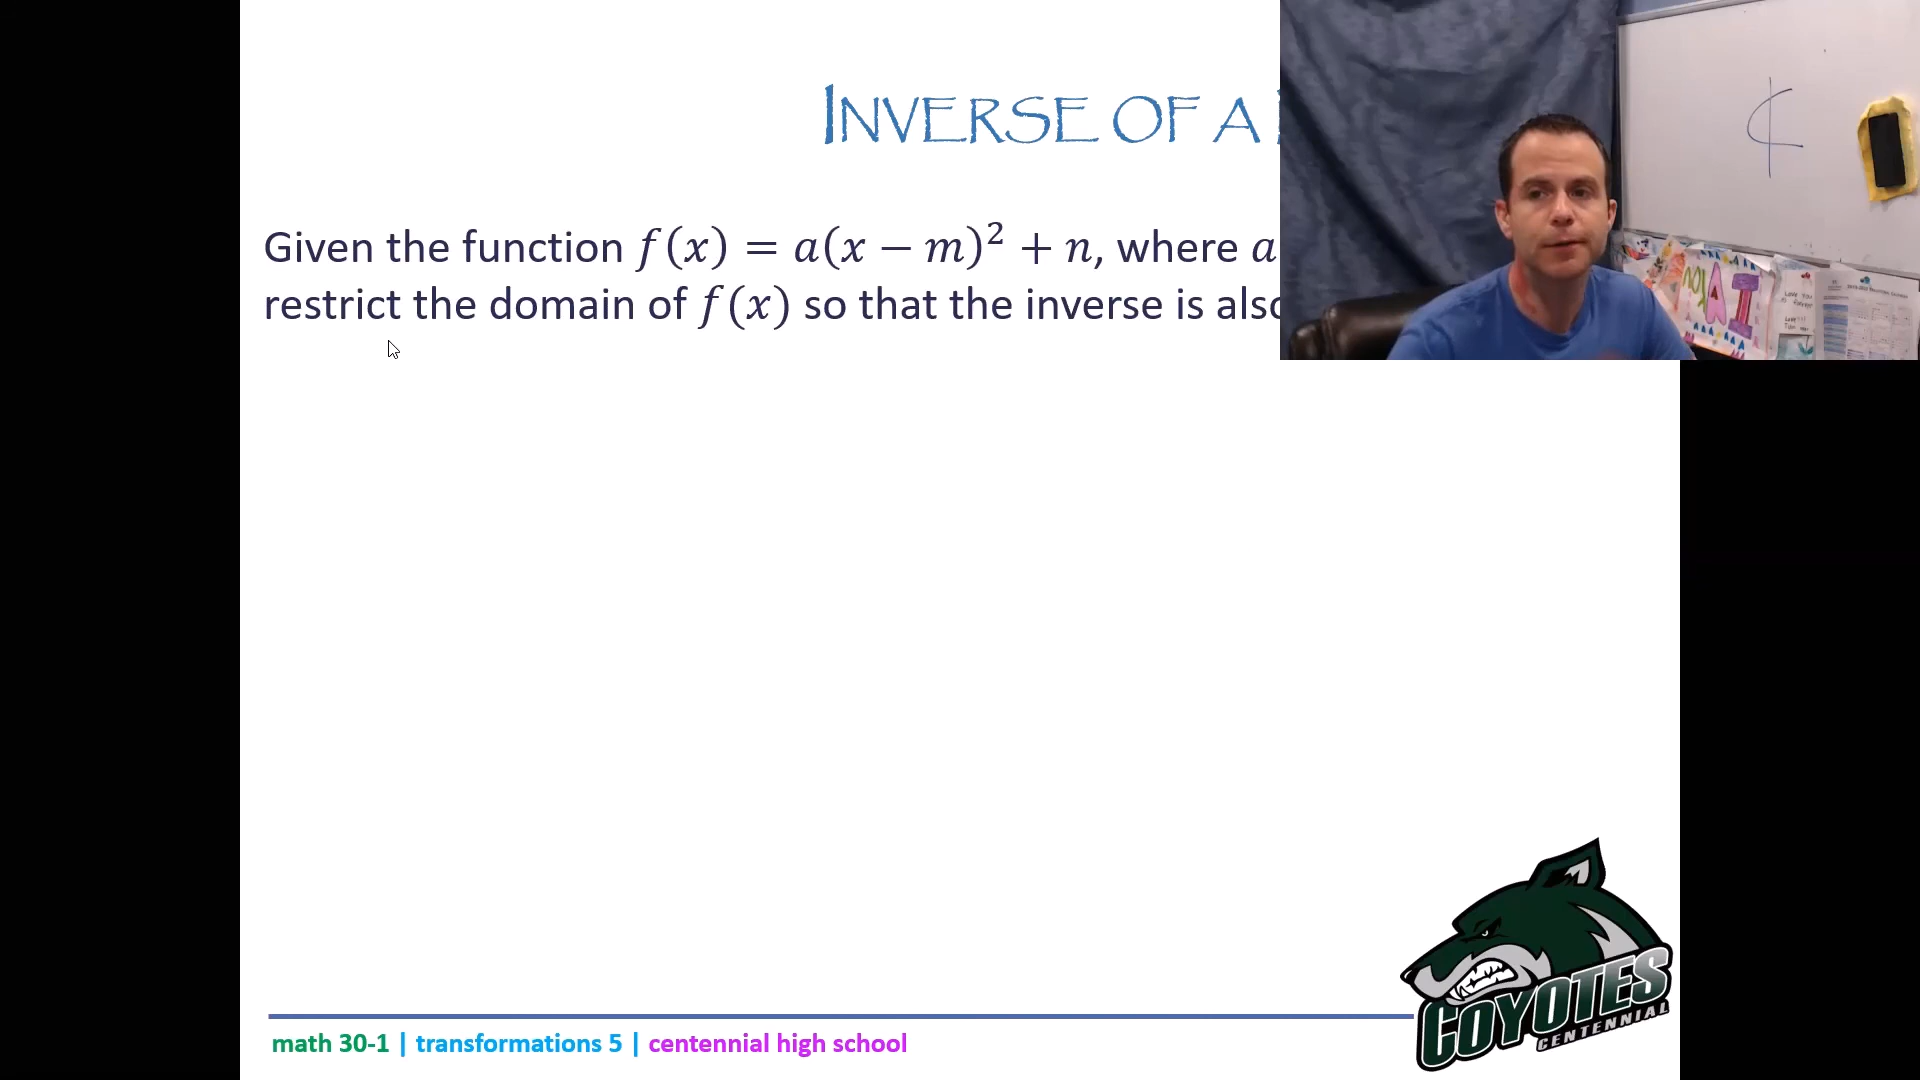 INVERSE OF A
Given the function f(x) = a(x − m)² + n, where a
restrict the domain of f(x) so that the inverse is also
math 30-1 | transformations 5 | centennial high school
COYOTES
CENTENNIAL